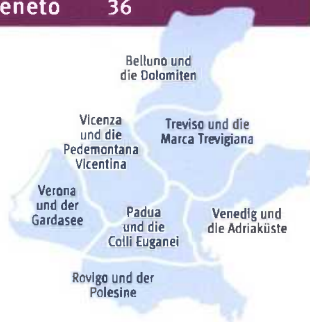 eneto 36
Belluno und
die Dolomiten
Vicenza
und die
Pedemontana
Vicentina
Treviso und die
Marca Trevigiana
Verona
und der
Gardasee
Padua
und die
Colli Euganei
Venedig und
die Adriaküste
Rovigo und der
Polesine